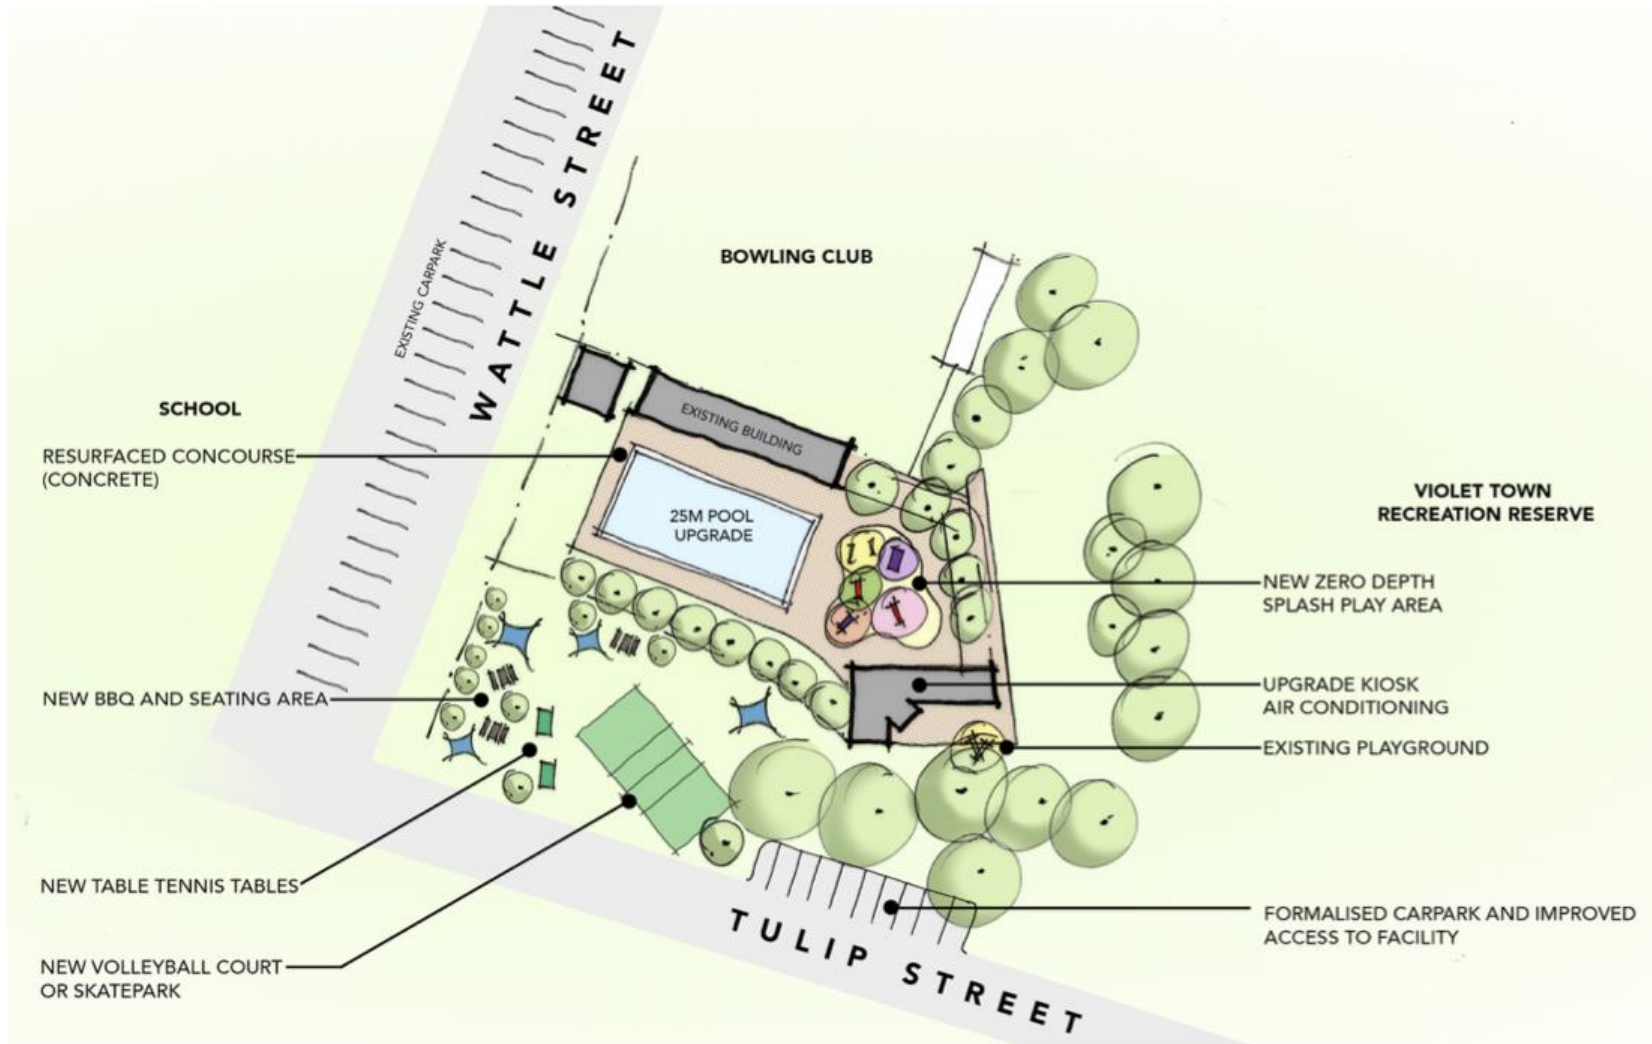 WATTLE STREET
EXISTING CARPARK
BOWLING CLUB
SCHOOL
RESURFACED CONCOURSE
(CONCRETE)
EXISTING BUILDING
25M POOL
UPGRADE
VIOLET TOWN
RECREATION RESERVE
NEW ZERO DEPTH
SPLASH PLAY AREA
UPGRADE KIOSK
AIR CONDITIONING
EXISTING PLAYGROUND
NEW BBQ AND SEATING AREA
NEW TABLE TENNIS TABLES
NEW VOLLEYBALL COURT
OR SKATEPARK
TULIP STREET
FORMALISED CARPARK AND IMPROVED
ACCESS TO FACILITY